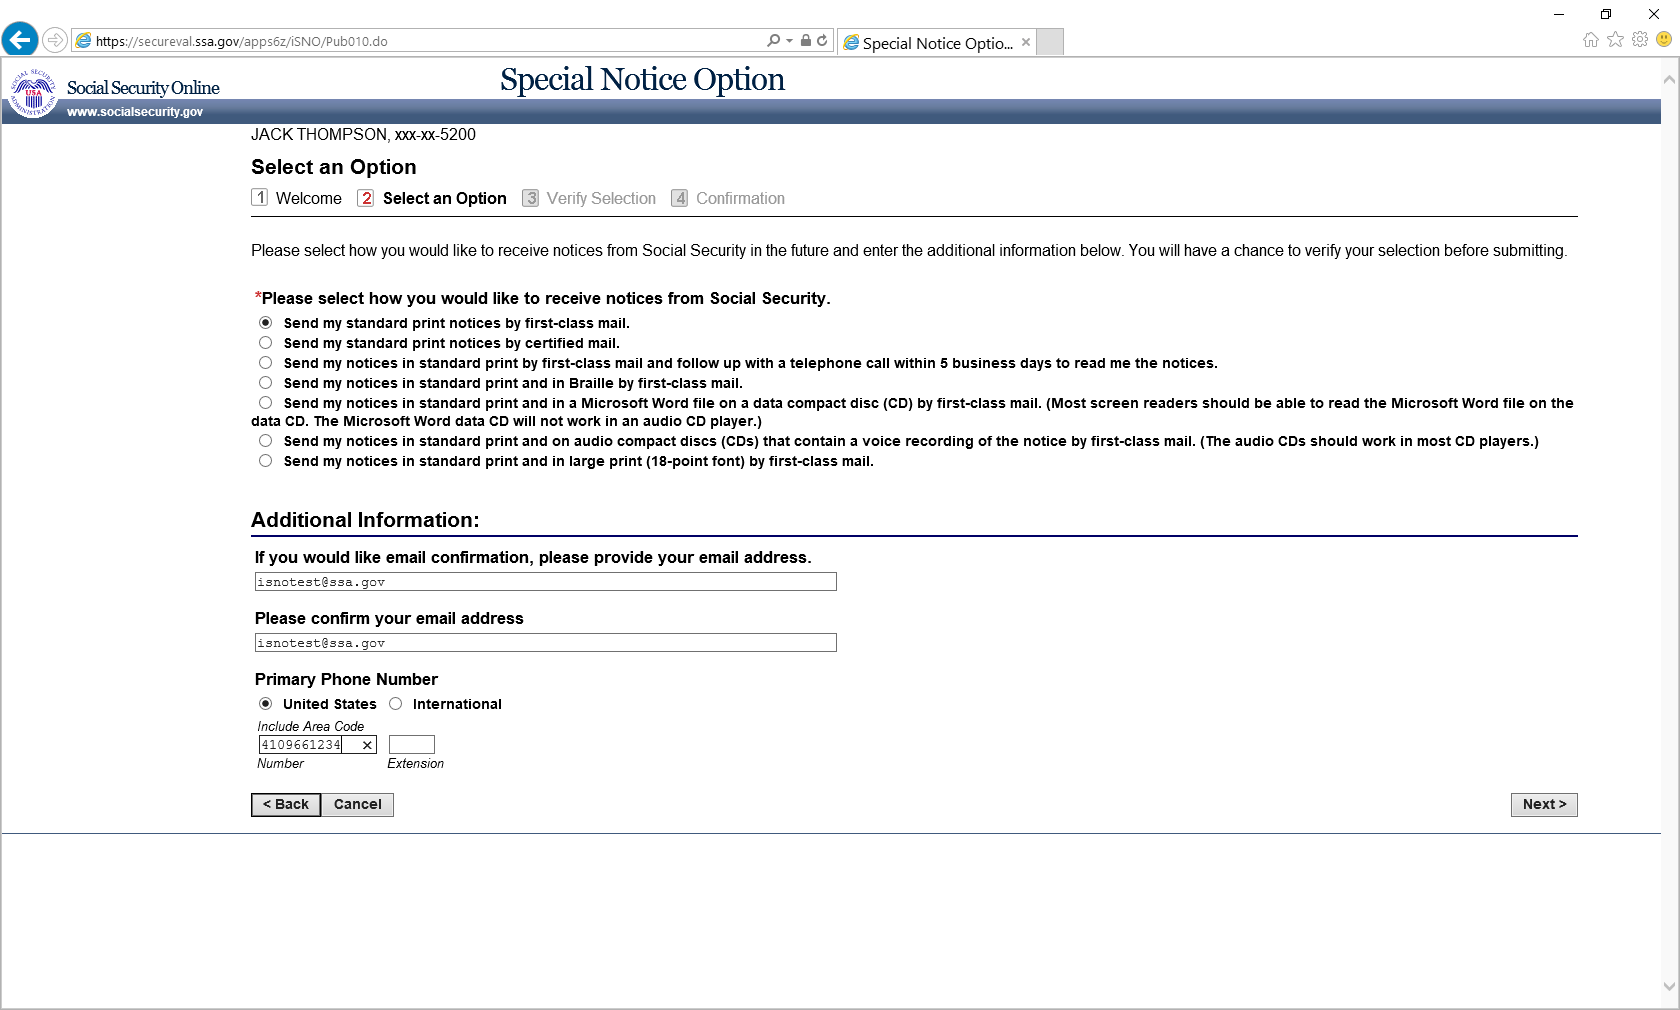 https://secureval.ssa.gov/apps6z/iSNO/Pub010.do
Special Notice Optio...
Social Security Online
Special Notice Option
www.socialsecurity.gov
JACK THOMPSON, xxx-xx-5200
Select an Option
1 Welcome 2 Select an Option 3 Verify Selection 4 Confirmation
Please select how you would like to receive notices from Social Security in the future and enter the additional information below. You will have a chance to verify your selection before submitting.
*Please select how you would like to receive notices from Social Security.
Send my standard print notices by first-class mail.
Send my standard print notices by certified mail.
Send my notices in standard print by first-class mail and follow up with a telephone call within 5 business days to read me the notices.
Send my notices in standard print and in Braille by first-class mail.
Send my notices in standard print and in a Microsoft Word file on a data compact disc (CD) by first-class mail. (Most screen readers should be able to read the Microsoft Word file on the
data CD. The Microsoft Word data CD will not work in an audio CD player.)
Send my notices in standard print and on audio compact discs (CDs) that contain a voice recording of the notice by first-class mail. (The audio CDs should work in most CD players.)
Send my notices in standard print and in large print (18-point font) by first-class mail.
Additional Information:
If you would like email confirmation, please provide your email address.
isnotest@ssa.gov
Please confirm your email address
isnotest@ssa.gov
Primary Phone Number
United States International
Include Area Code
4109661234
Number Extension
< Back Cancel Next >